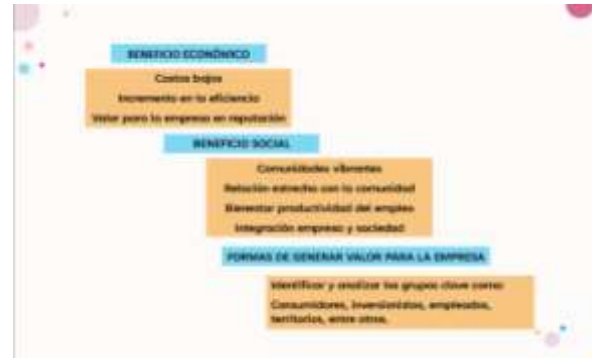 BENEFICIO ECONÓMICO
Costos bajos
Incremento en la eficiencia
Valor para la empresa en reputación
BENEFICIO SOCIAL
Comunidades vibrantes
Relación estrecha con la comunidad
Bienestar productividad del empleo
Integración empresa y sociedad
FORMAS DE GENERAR VALOR PARA LA EMPRESA
Identificar y analizar los grupos clave como:
Consumidores, inversionistas, empleados,
territorios, entre otros.